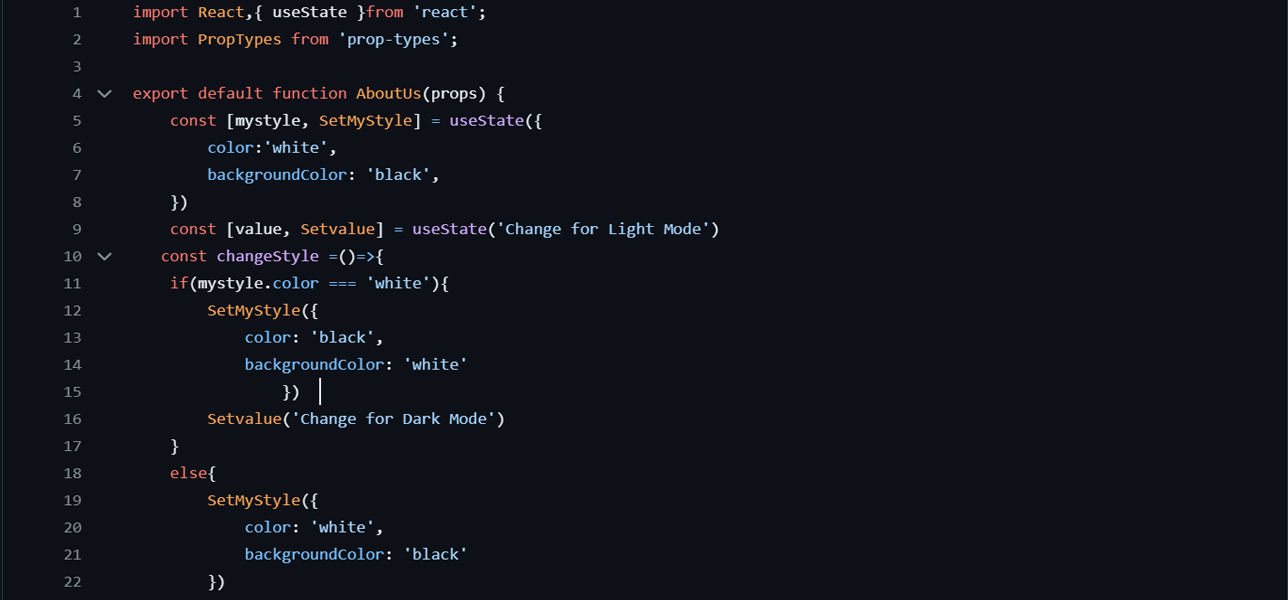 1 import React,{ useState }from 'react';
2 import PropTypes from 'prop-types';
3
4 export default function AboutUs(props) {
5 const [mystyle, SetMyStyle] = useState({
6 color:'white',
7 backgroundColor: 'black',
8 })
9 const [value, Setvalue] = useState('Change for Light Mode')
10 const changeStyle =()=>{
11 if(mystyle.color === 'white'){
12 SetMyStyle({
13 color: 'black',
14 backgroundColor: 'white'
15 })
16 Setvalue('Change for Dark Mode')
17 }
18 else{
19 SetMyStyle({
20 color: 'white',
21 backgroundColor: 'black'
22 })